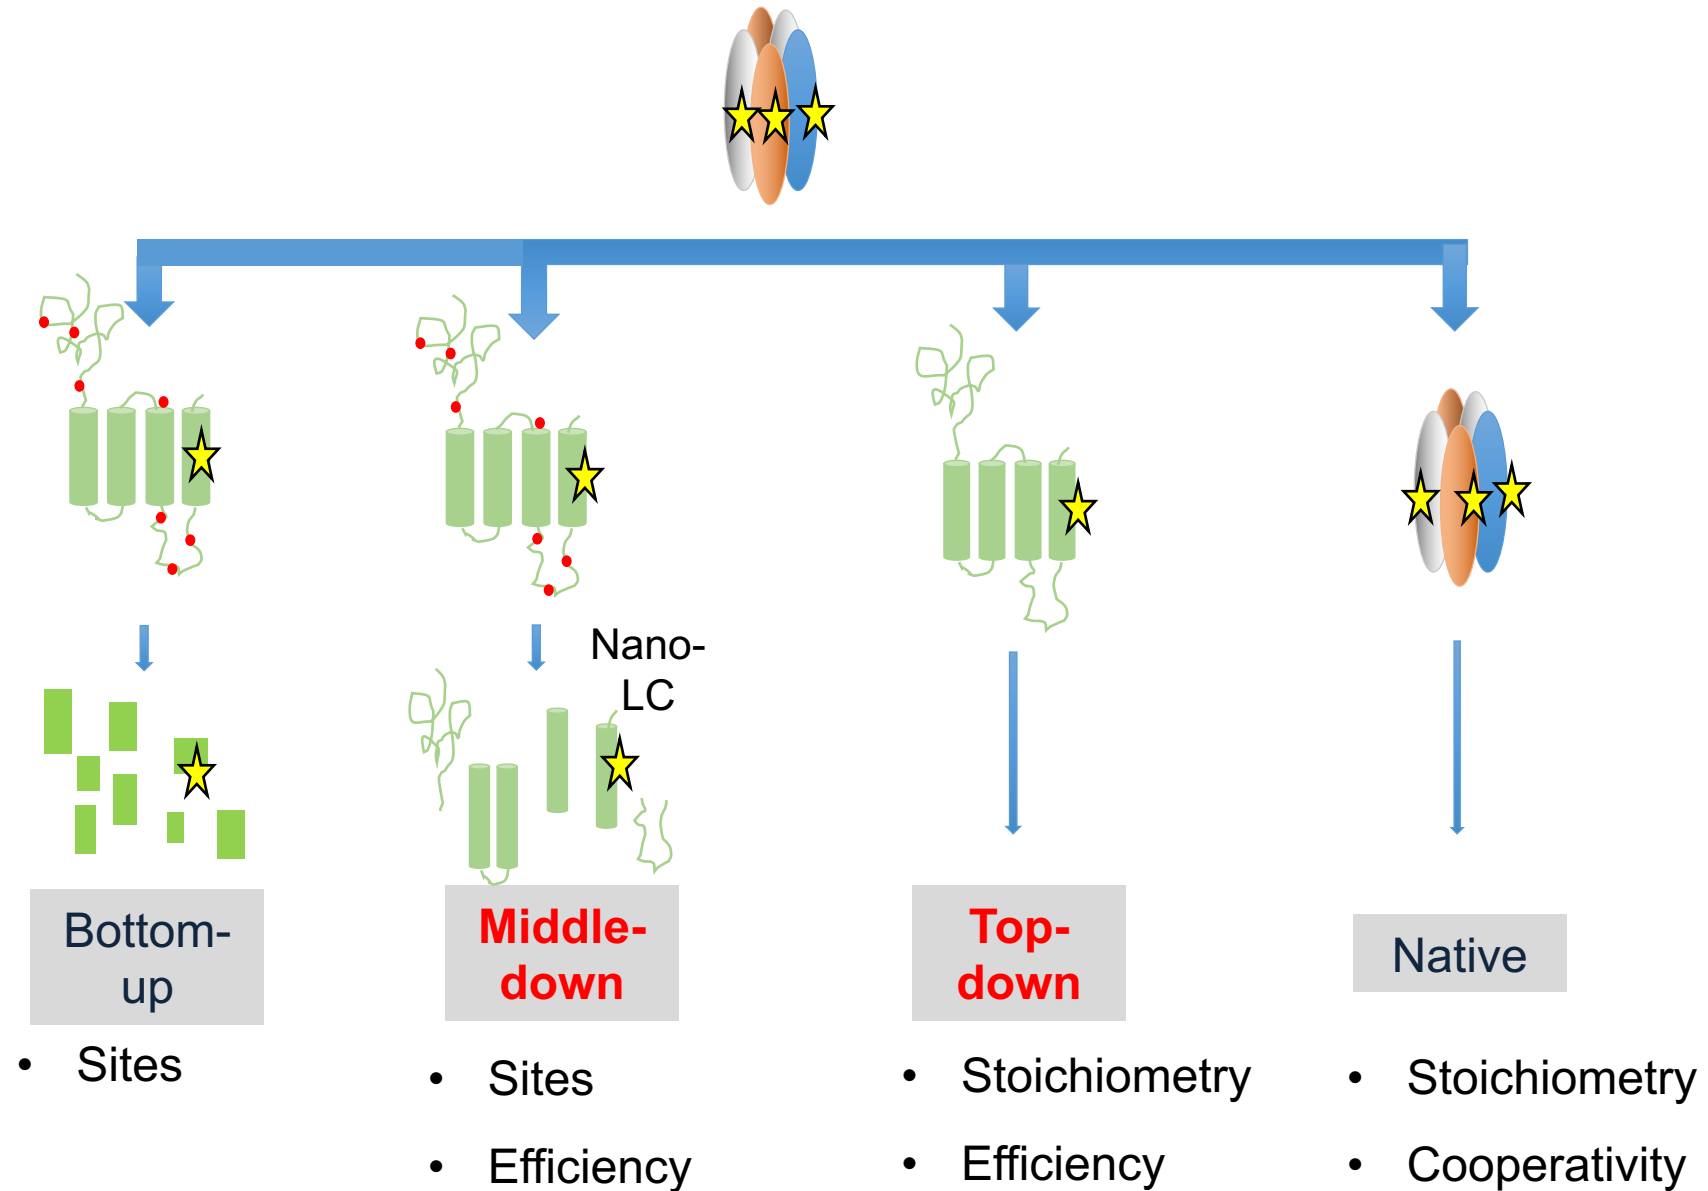 Nano-
LC
Bottom-
up
Middle-
down
Top-
down
Native
• Sites
• Sites
• Efficiency
• Stoichiometry
• Efficiency
• Stoichiometry
• Cooperativity